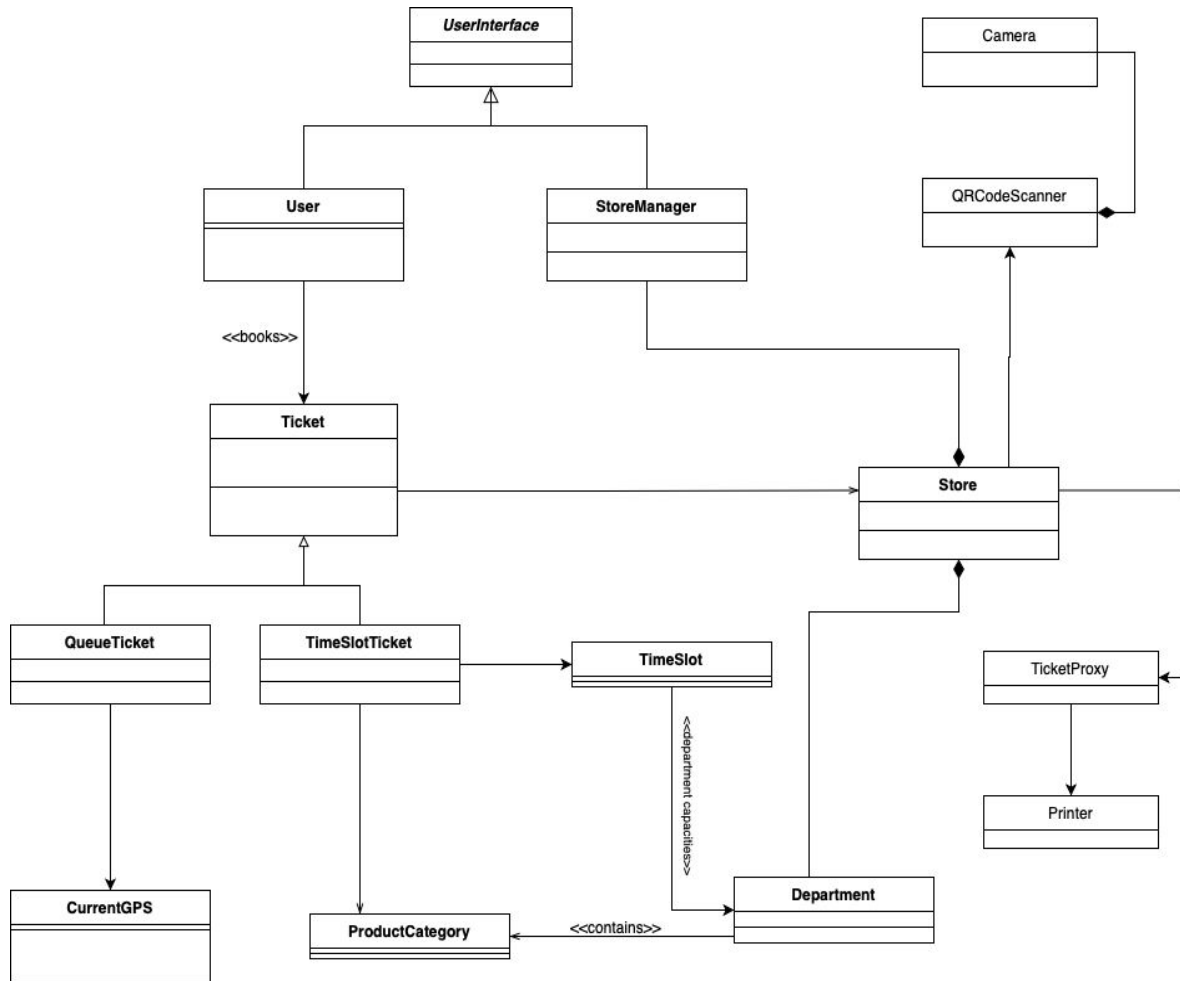 UserInterface
Camera
User
StoreManager
QRCodeScanner
<<books>>
Ticket
Store
QueueTicket
TimeSlotTicket
TimeSlot
TicketProxy
<<department capacities>>
Printer
CurrentGPS
ProductCategory
<<contains>>
Department